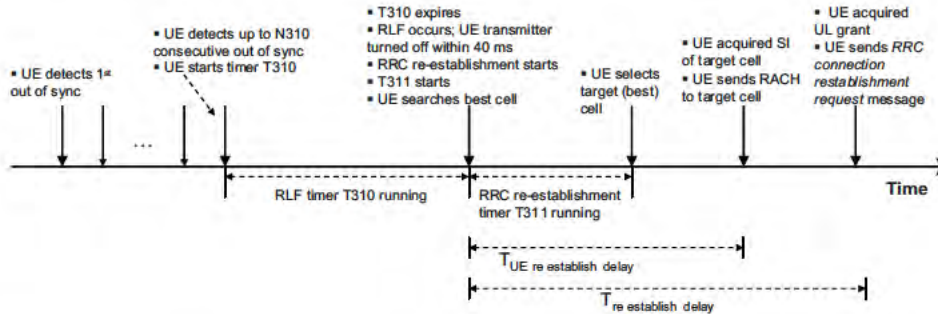 ▪ UE detects 1st
out of sync
...
▪ UE detects up to N310
consecutive out of sync
▪ UE starts timer T310
▪ T310 expires
▪ RLF occurs; UE transmitter
turned off within 40 ms
▪ RRC re-establishment starts
▪ T311 starts
▪ UE searches best cell
▪ UE selects
target (best)
cell
▪ UE acquired SI
of target cell
▪ UE sends RACH
to target cell
▪ UE acquired
UL grant
▪ UE sends RRC
connection
restablishment
request message
Time
RLF timer T310 running
RRC re-establishment
timer T311 running
TUE re establish delay
Tre establish delay